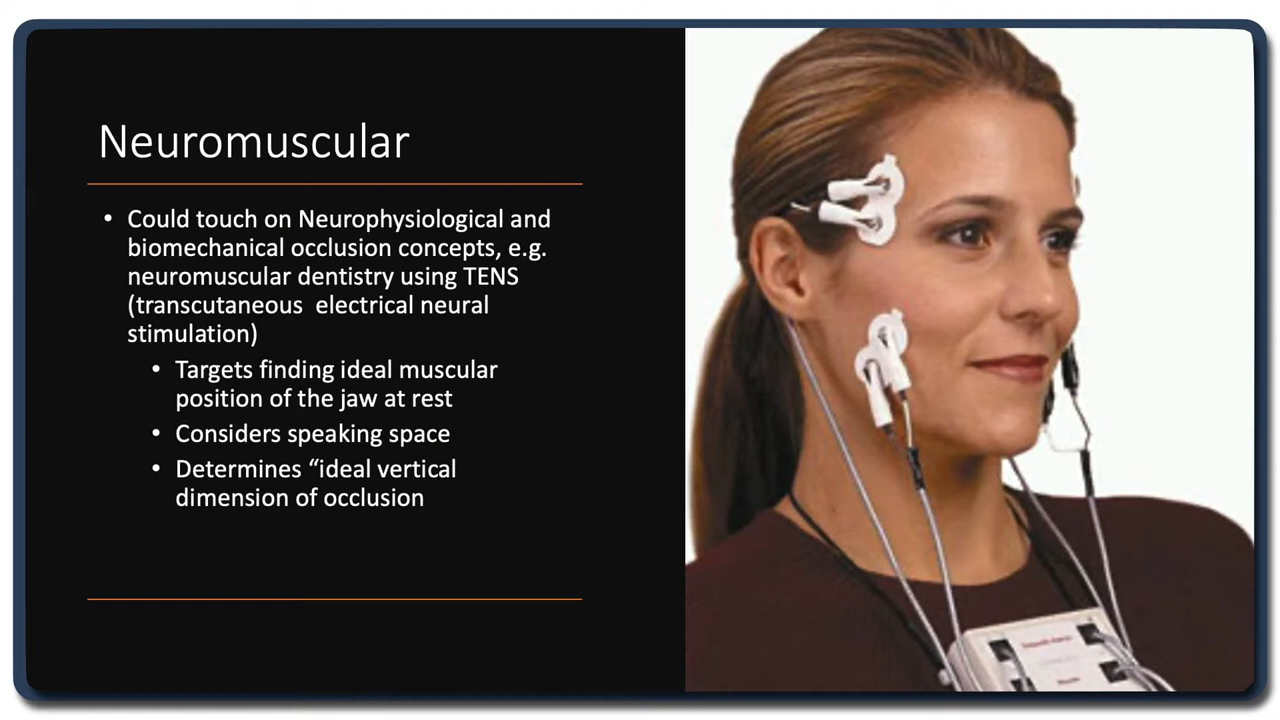 Neuromuscular
• Could touch on Neurophysiological and
biomechanical occlusion concepts, e.g.
neuromuscular dentistry using TENS
(transcutaneous  electrical neural
stimulation)
• Targets finding ideal muscular
position of the jaw at rest
• Considers speaking space
• Determines “ideal vertical
dimension of occlusion